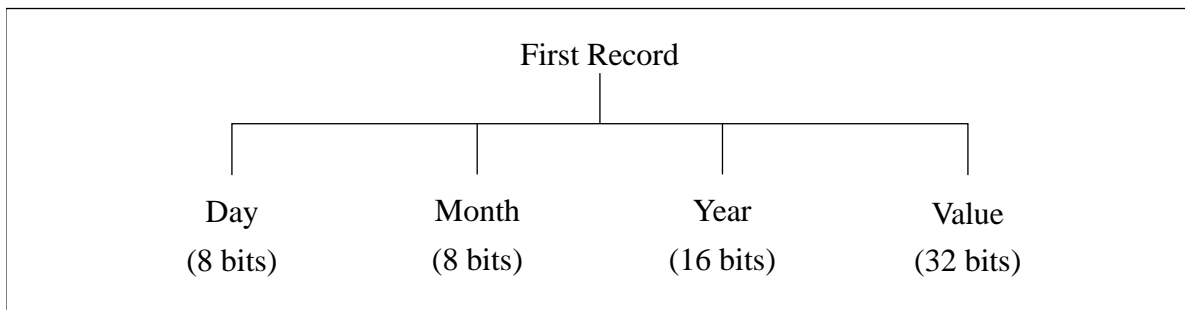 First Record
Day Month Year Value
(8 bits) (8 bits) (16 bits) (32 bits)